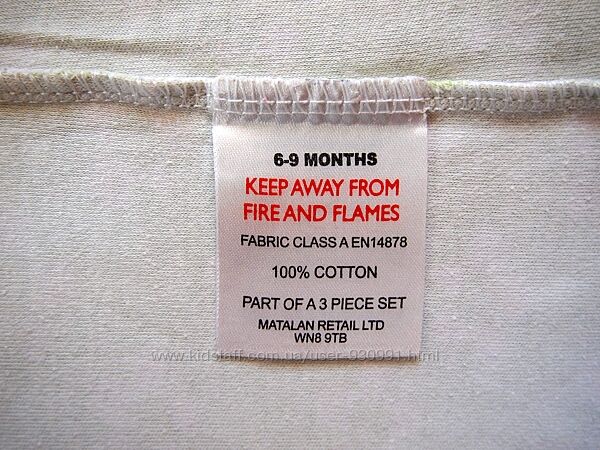 6-9 MONTHS
KEEP AWAY FROM
FIRE AND FLAMES
FABRIC CLASS A EN14878
100% COTTON
PART OF A 3 PIECE SET
MATALAN RETAIL LTD
WN8 9TB
www.kidstaff.com.ua/user-930991.html